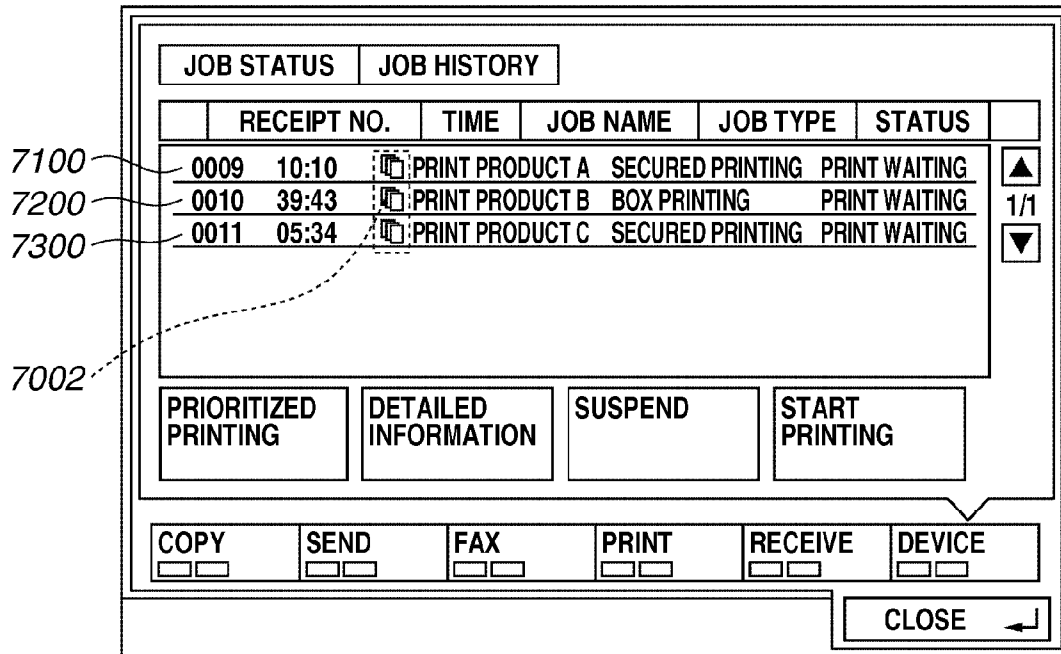 JOB STATUS JOB HISTORY
RECEIPT NO. TIME JOB NAME JOB TYPE STATUS
7100 0009 10:10 PRINT PRODUCT A SECURED PRINTING PRINT WAITING
7200 0010 39:43 PRINT PRODUCT B BOX PRINTING PRINT WAITING
1/1
7300 0011 05:34 PRINT PRODUCT C SECURED PRINTING PRINT WAITING
7002
PRIORITIZED PRINTING
DETAILED INFORMATION
SUSPEND
START PRINTING
COPY SEND FAX PRINT RECEIVE DEVICE
CLOSE